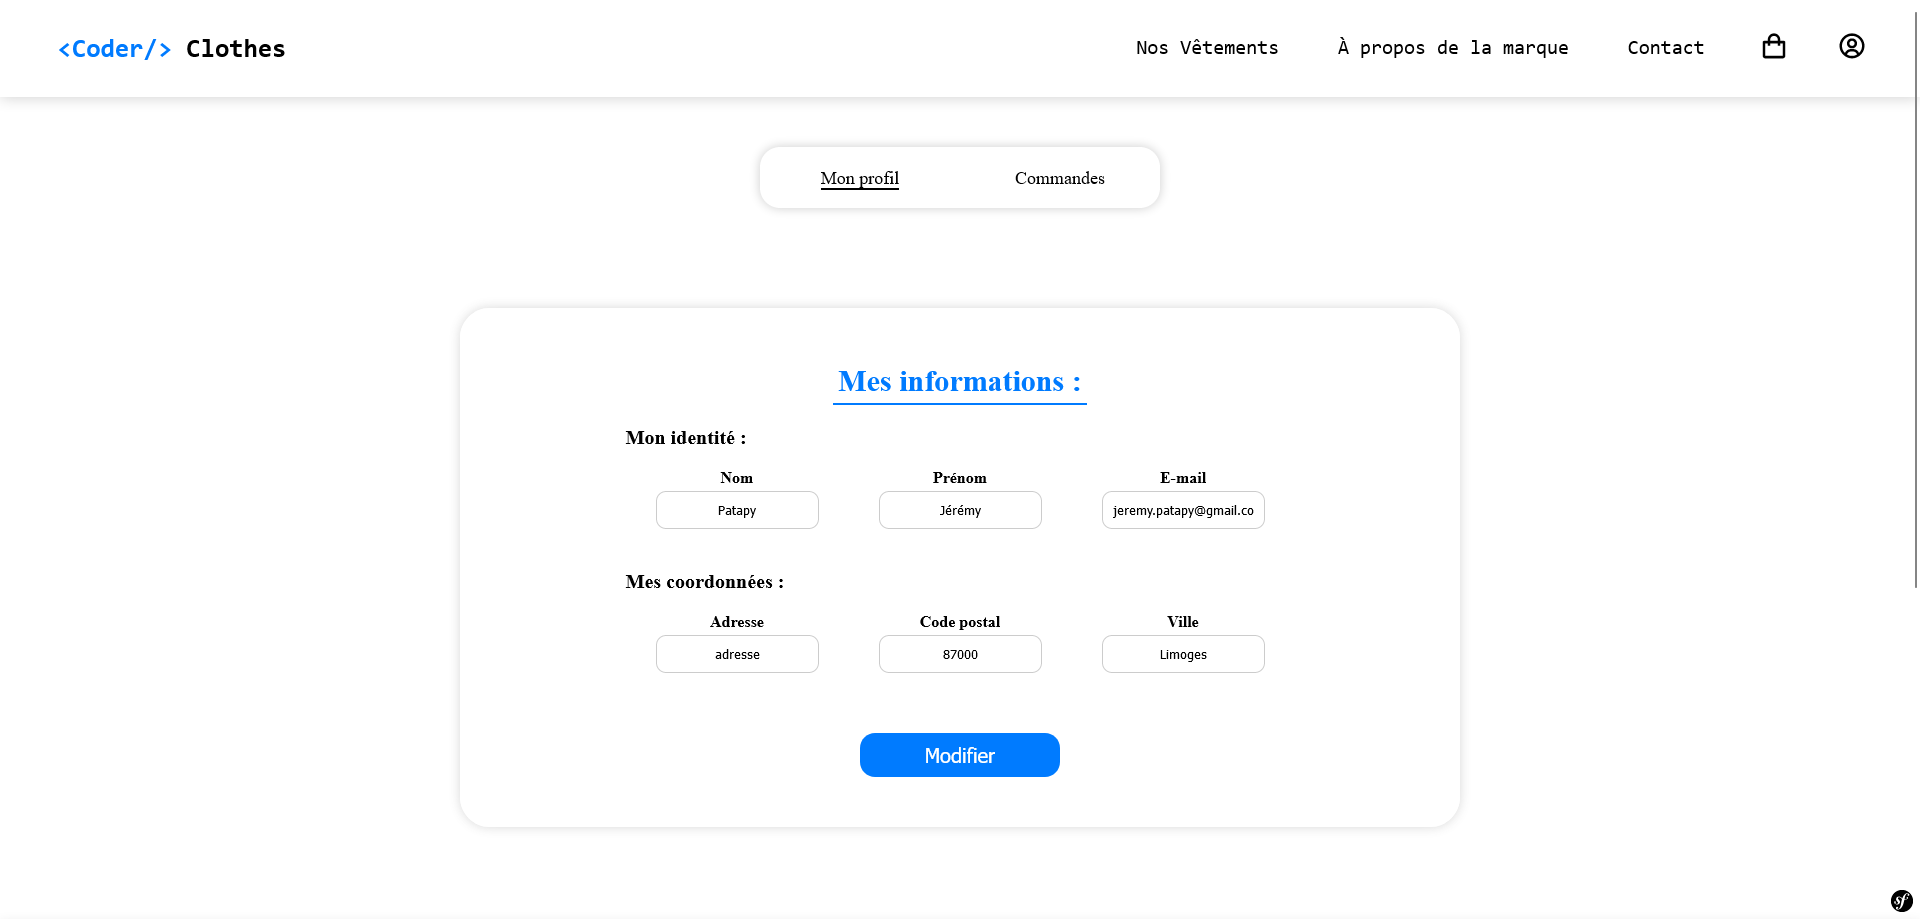 <Coder/> Clothes
Nos Vêtements
À propos de la marque
Contact
Mon profil
Commandes
Mes informations :
Mon identité :
Nom
Prénom
E-mail
Patapy
Jérémy
jeremy.patapy@gmail.co
Mes coordonnées :
Adresse
Code postal
Ville
adresse
87000
Limoges
Modifier
sf